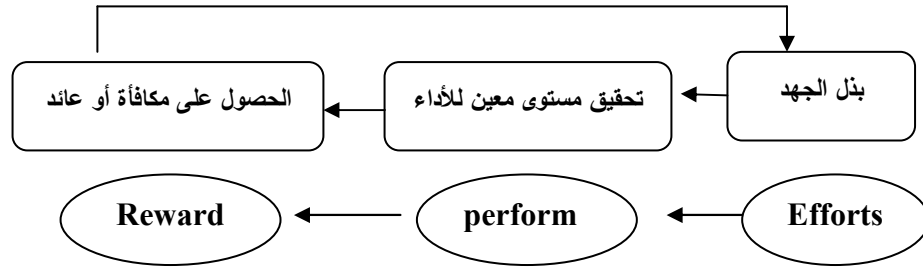 بذل الجهد
تحقيق مستوى معين للأداء
الحصول على مكافأة أو عائد
Efforts
perform
Reward